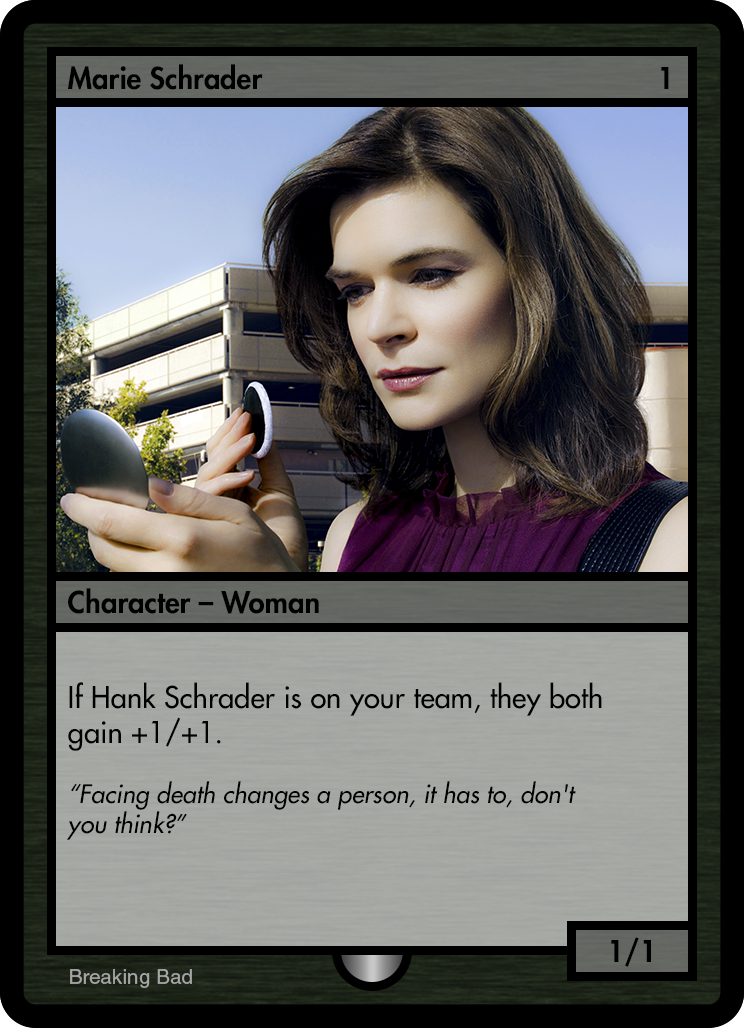 Marie Schrader 1
Character – Woman
If Hank Schrader is on your team, they both
gain +1/+1.
“Facing death changes a person, it has to, don't
you think?”
1/1
Breaking Bad